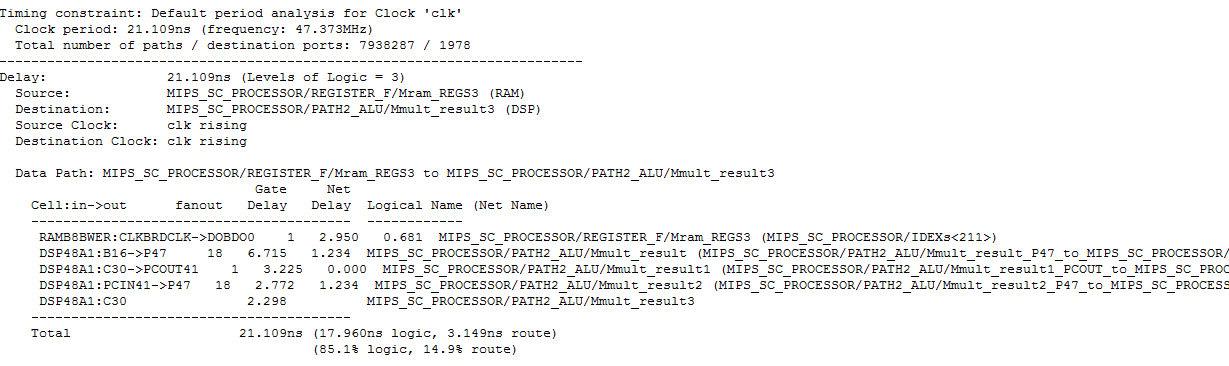 Timing constraint: Default period analysis for Clock 'clk'
Clock period: 21.109ns (frequency: 47.373MHz)
Total number of paths / destination ports: 7938287 / 1978
-------------------------------------------------------------------------
Delay: 21.109ns (Levels of Logic = 3)
Source: MIPS_SC_PROCESSOR/REGISTER_F/Mram_REGS3 (RAM)
Destination: MIPS_SC_PROCESSOR/PATH2_ALU/Mmult_result3 (DSP)
Source Clock: clk rising
Destination Clock: clk rising
Data Path: MIPS_SC_PROCESSOR/REGISTER_F/Mram_REGS3 to MIPS_SC_PROCESSOR/PATH2_ALU/Mmult_result3
Gate Net
Cell:in->out fanout Delay Delay Logical Name (Net Name)
---------------------------------------- ------------
RAMB8BWER:CLKBRDCLK->DOBDO0 1 2.950 0.681 MIPS_SC_PROCESSOR/REGISTER_F/Mram_REGS3 (MIPS_SC_PROCESSOR/IDEXs<211>)
DSP48A1:B16->P47 18 6.715 1.234 MIPS_SC_PROCESSOR/PATH2_ALU/Mmult_result (MIPS_SC_PROCESSOR/PATH2_ALU/Mmult_result_P47_to_MIPS_SC_PROCESSOR/
DSP48A1:C30->PCOUT41 1 3.225 0.000 MIPS_SC_PROCESSOR/PATH2_ALU/Mmult_result1 (MIPS_SC_PROCESSOR/PATH2_ALU/Mmult_result1_PCOUT_to_MIPS_SC_PROC
DSP48A1:PCIN41->P47 18 2.772 1.234 MIPS_SC_PROCESSOR/PATH2_ALU/Mmult_result2 (MIPS_SC_PROCESSOR/PATH2_ALU/Mmult_result2_P47_to_MIPS_SC_PROCESS
DSP48A1:C30 2.298 MIPS_SC_PROCESSOR/PATH2_ALU/Mmult_result3
----------------------------------------
Total 21.109ns (17.960ns logic, 3.149ns route)
(85.1% logic, 14.9% route)